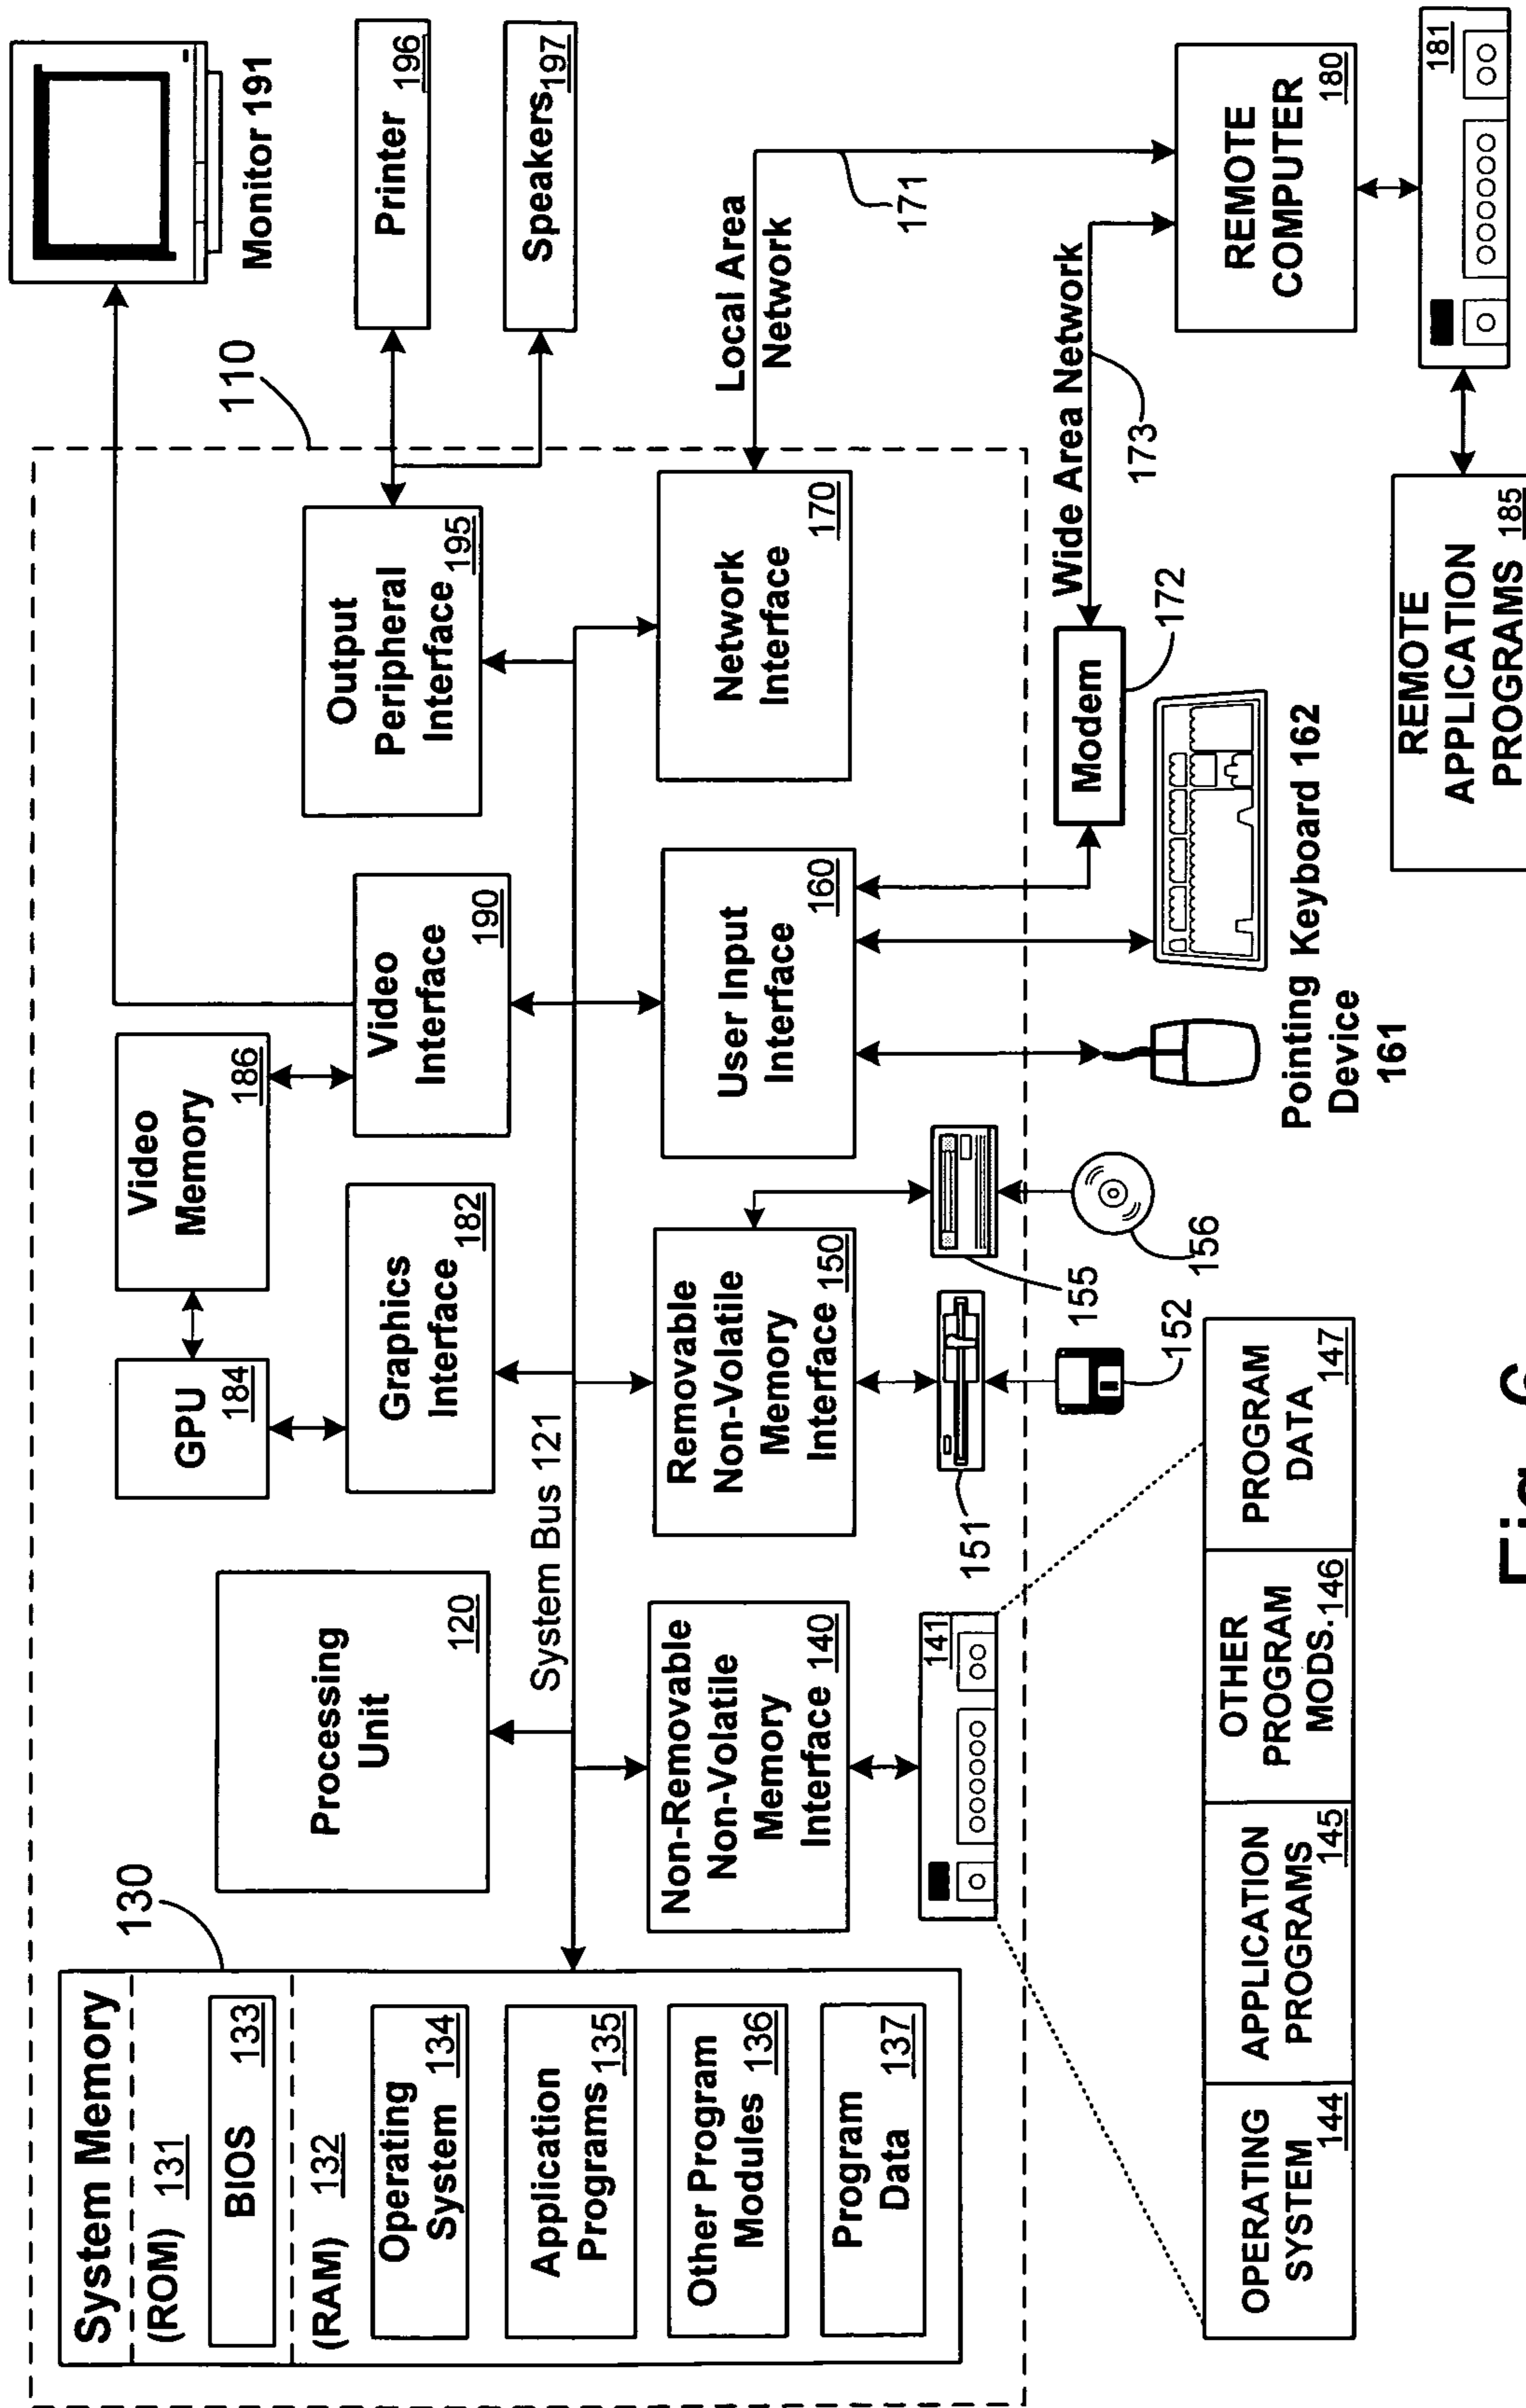 System Memory
(ROM) 131
BIOS 133
(RAM) 132
Operating
System 134
Application
Programs 135
Other Program
Modules 136
Program
Data 137
130
Processing
Unit
120
GPU
184
Video
Memory
186
Graphics
Interface
182
Video
Interface
190
Output
Peripheral
Interface 195
110
Monitor 191
Printer
196
Speakers 197
System Bus 121
Non-Removable
Non-Volatile
Memory
Interface 140
Removable
Non-Volatile
Memory
Interface 150
User Input
Interface
160
Network
Interface
170
Local Area
Network
171
141
151
155
152
156
Modem
172
Wide Area Network
173
Pointing
Device
161
Keyboard 162
REMOTE
COMPUTER
180
181
REMOTE
APPLICATION
PROGRAMS 185
OPERATING
SYSTEM 144
APPLICATION
PROGRAMS 145
OTHER
PROGRAM
MODS. 146
PROGRAM
DATA 147